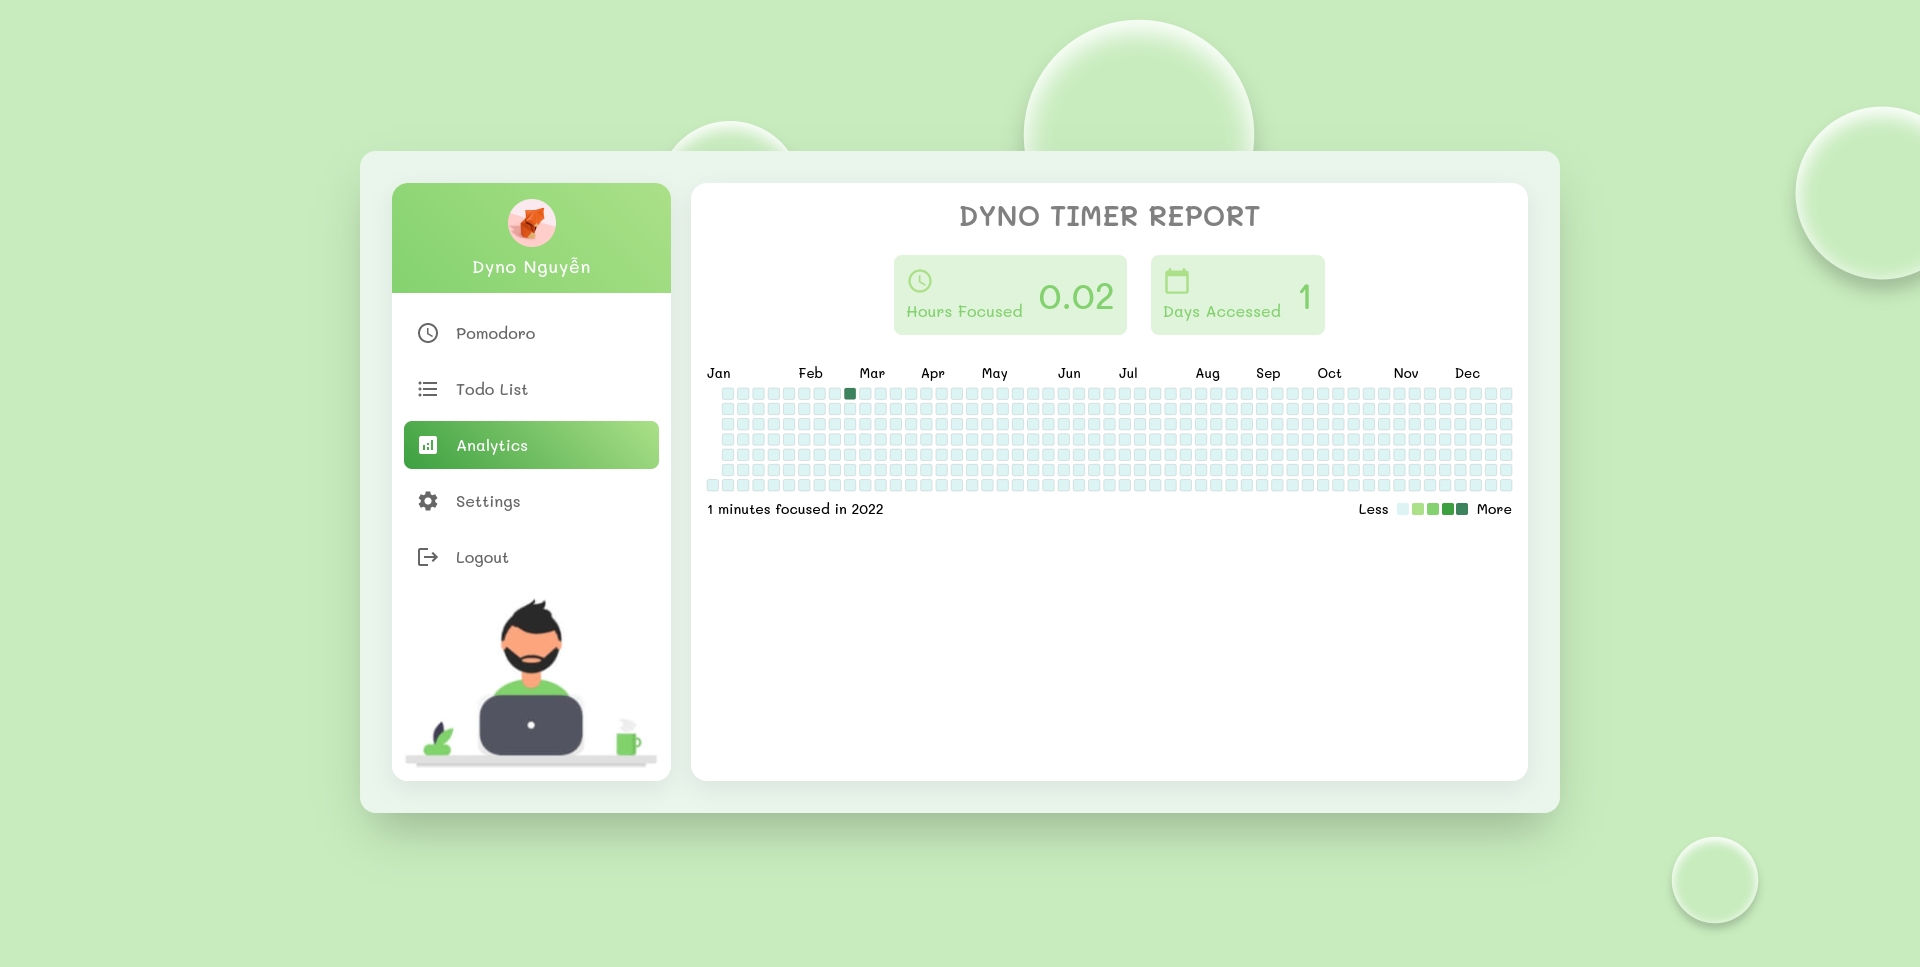 Dyno Nguyễn
Pomodoro
Todo List
Analytics
Settings
Logout
DYNO TIMER REPORT
Hours Focused 0.02
Days Accessed 1
Jan Feb Mar Apr May Jun Jul Aug Sep Oct Nov Dec
1 minutes focused in 2022
Less More